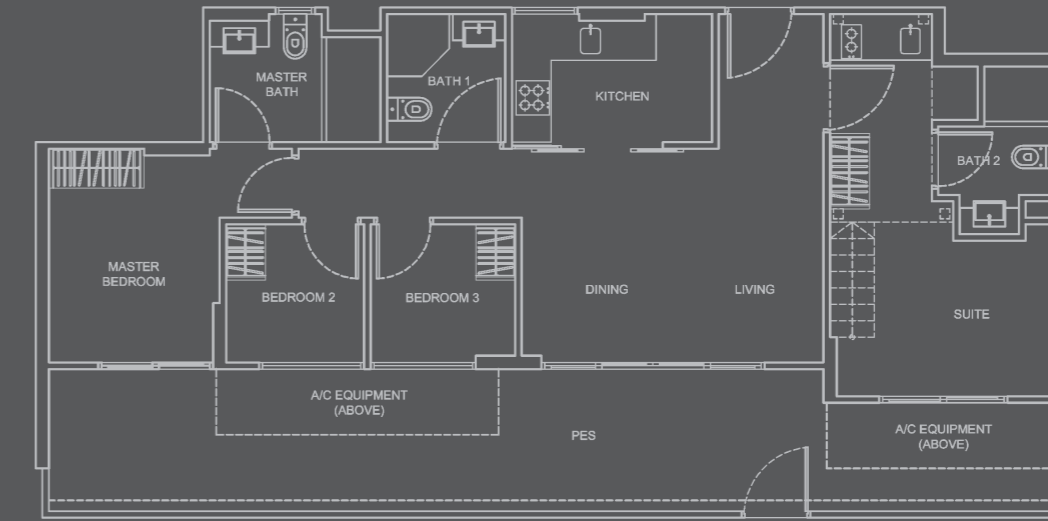 MASTER
BATH
BATH 1
KITCHEN
BATH 2
MASTER
BEDROOM
BEDROOM 2
BEDROOM 3
DINING
LIVING
SUITE
A/C EQUIPMENT
(ABOVE)
PES
A/C EQUIPMENT
(ABOVE)